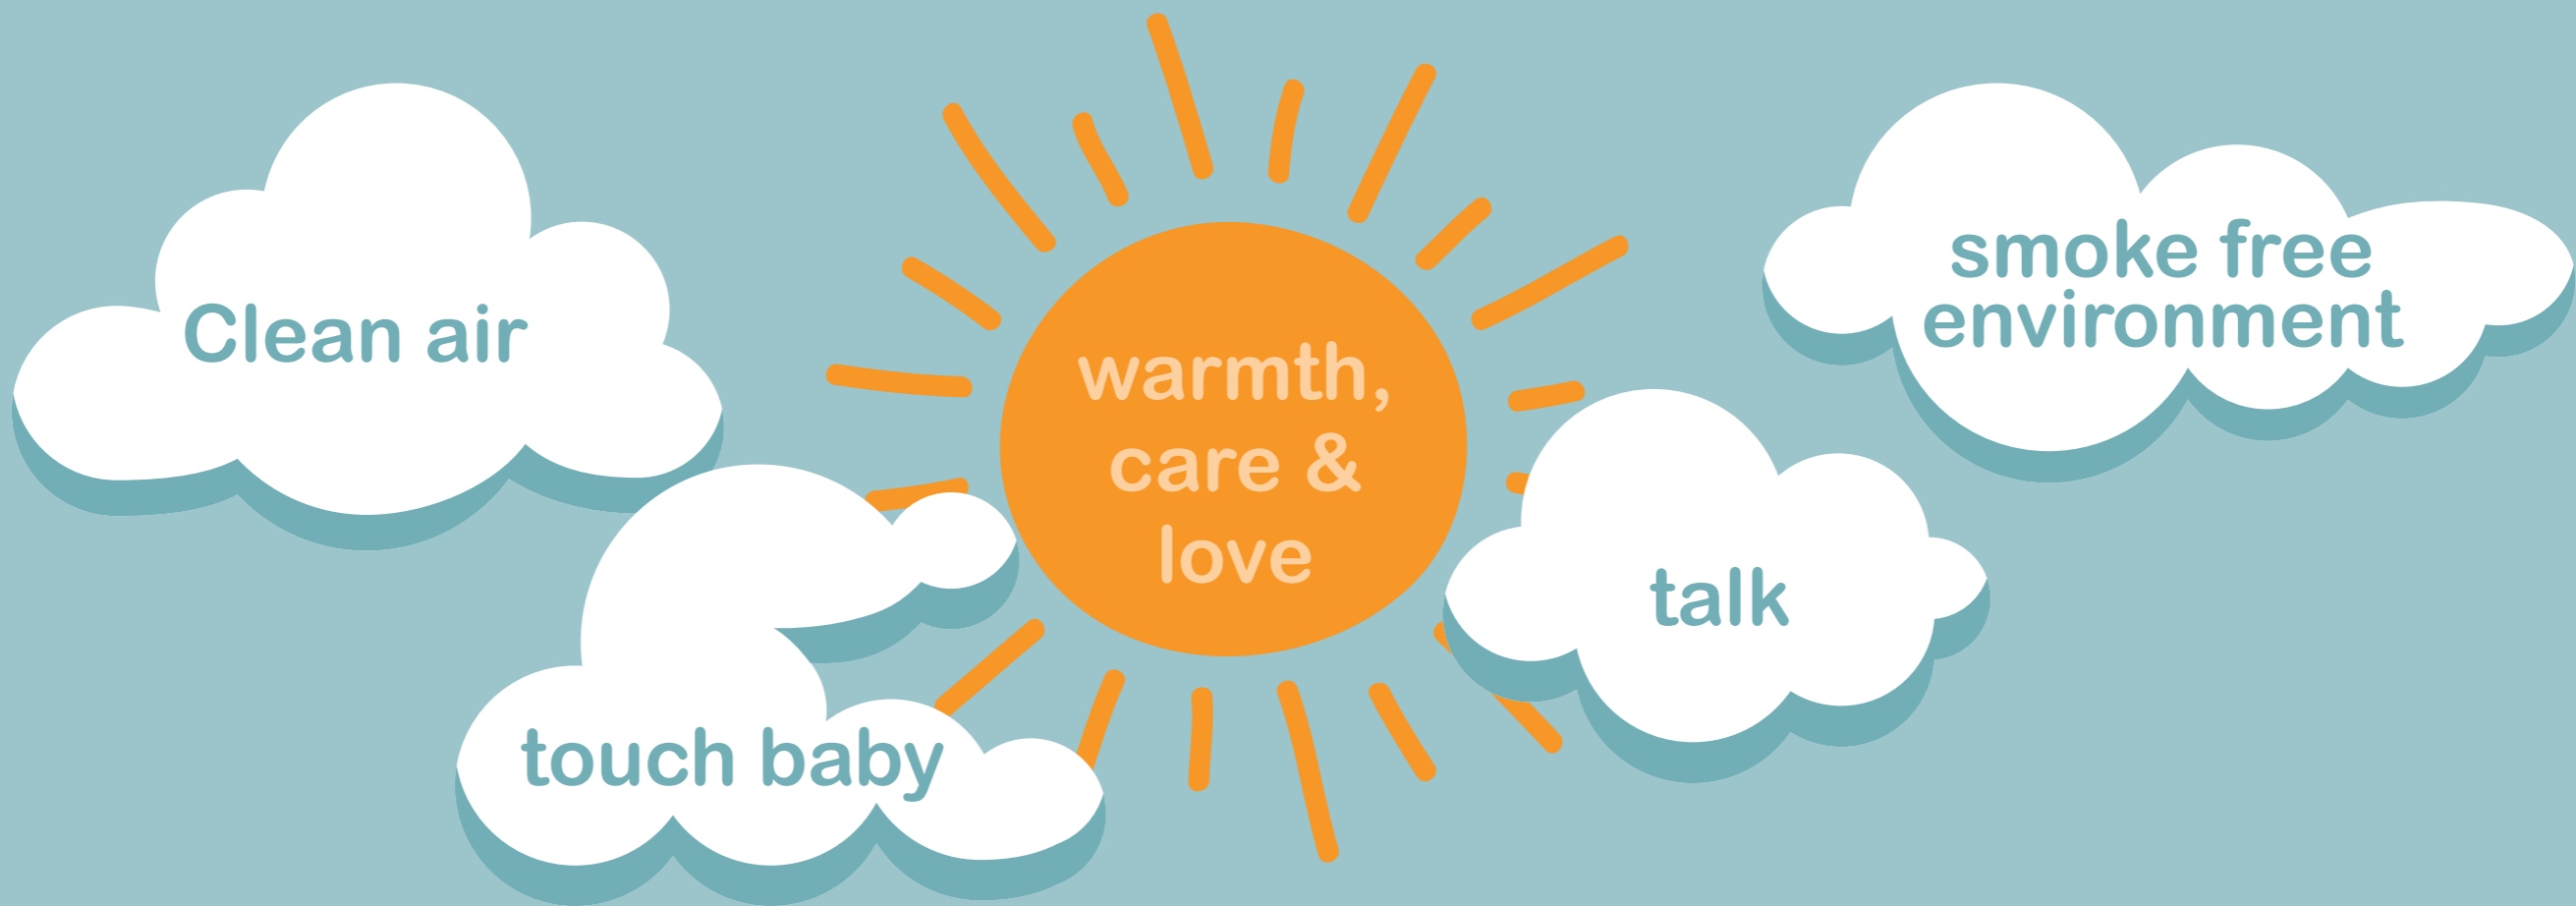 Clean air
warmth,
care &
love
smoke free
environment
talk
touch baby